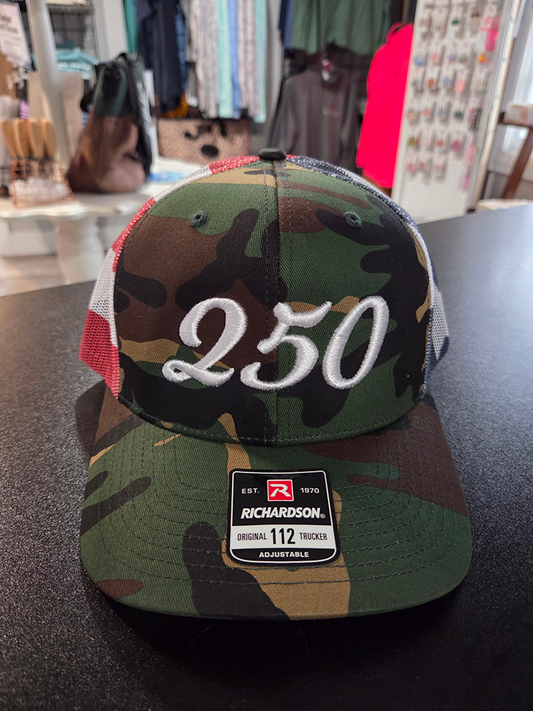 250
EST. R 1970
RICHARDSON®
ORIGINAL 112 TRUCKER
ADJUSTABLE